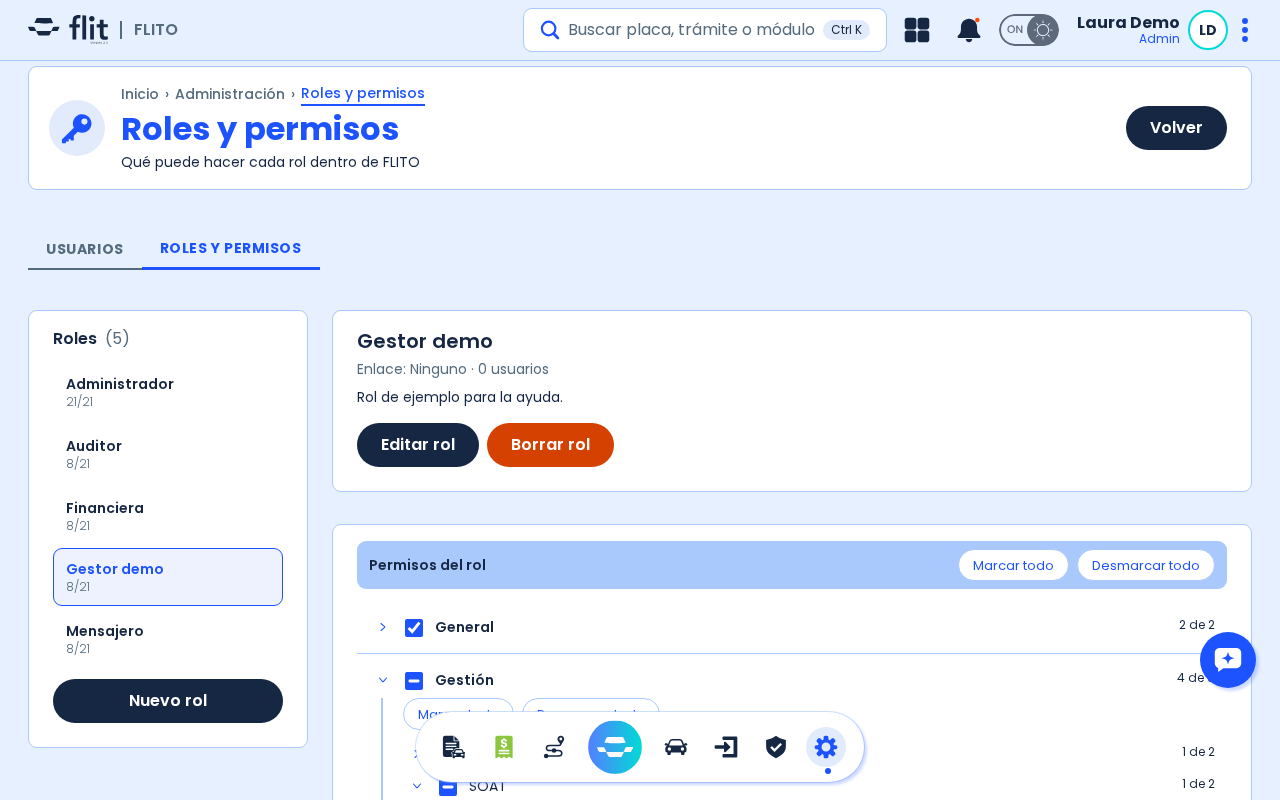 flit
FLITO
Buscar placa, trámite o módulo
Ctrl K
ON
Laura Demo
Admin
LD
Inicio › Administración › Roles y permisos
Roles y permisos
Qué puede hacer cada rol dentro de FLITO
Volver
USUARIOS
ROLES Y PERMISOS
Roles (5)
Administrador
21/21
Auditor
8/21
Financiera
8/21
Gestor demo
8/21
Mensajero
8/21
Nuevo rol
Gestor demo
Enlace: Ninguno · 0 usuarios
Rol de ejemplo para la ayuda.
Editar rol
Borrar rol
Permisos del rol
Marcar todo
Desmarcar todo
General
2 de 2
Gestión
4 de
1 de 2
SOAT
1 de 2